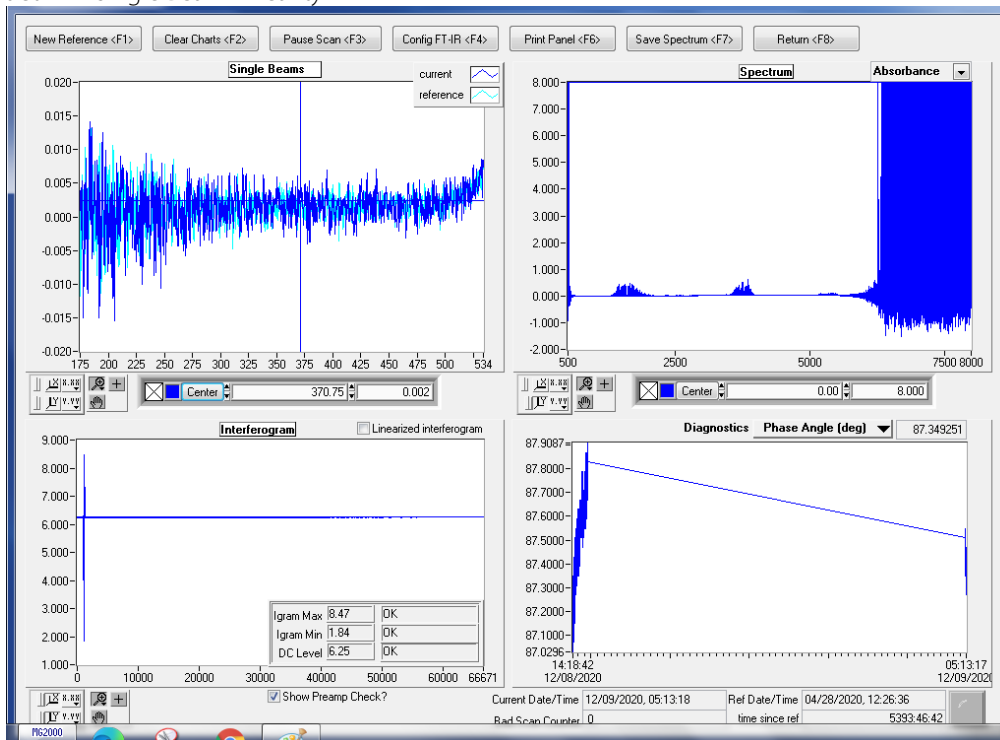 New Reference <F1> Clear Charts <F2> Pause Scan <F3> Config FT-IR <F4> Print Panel <F6> Save Spectrum <F7> Return <F8>
Single Beams
current
reference
0.020
0.015
0.010
0.005
0.000
-0.005
-0.010
-0.015
-0.020
175 200 225 250 275 300 325 350 375 400 425 450 475 500 534
Center 370.75 0.002
Spectrum
Absorbance
8.000
7.000
6.000
5.000
4.000
3.000
2.000
1.000
0.000
-1.000
-2.000
500 2500 5000 7500 8000
Center 0.00 8.000
Interferogram
Linearized interferogram
9.000
8.000
7.000
6.000
5.000
4.000
3.000
2.000
1.000
0 10000 20000 30000 40000 50000 60000 66671
Igram Max 8.47 OK
Igram Min 1.84 OK
DC Level 6.25 OK
Show Preamp Check?
Diagnostics Phase Angle (deg) 87.349251
87.9087
87.8000
87.7000
87.6000
87.5000
87.4000
87.3000
87.2000
87.1000
87.0296
14:18:42 05:13:17
12/08/2020 12/09/202
Current Date/Time 12/09/2020, 05:13:18 Ref Date/Time 04/28/2020, 12:26:36
Bad Scan Counter 0 time since ref 5393:46:42
MG2000